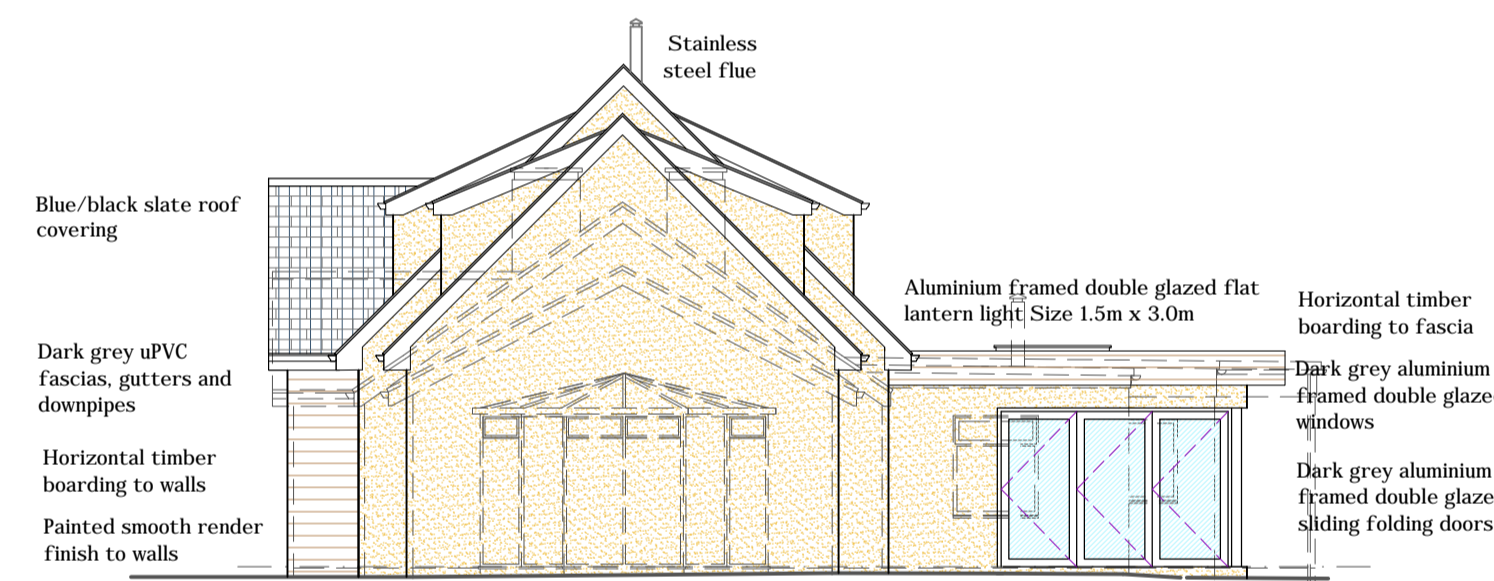 Stainless
steel flue
Blue/black slate roof
covering
Aluminium framed double glazed flat
lantern light Size 1.5m x 3.0m
Horizontal timber
boarding to fascia
Dark grey uPVC
fascias, gutters and
downpipes
Dark grey aluminium
framed double glaze
windows
Horizontal timber
boarding to walls
Dark grey aluminium
framed double glaze
sliding folding doors
Painted smooth render
finish to walls